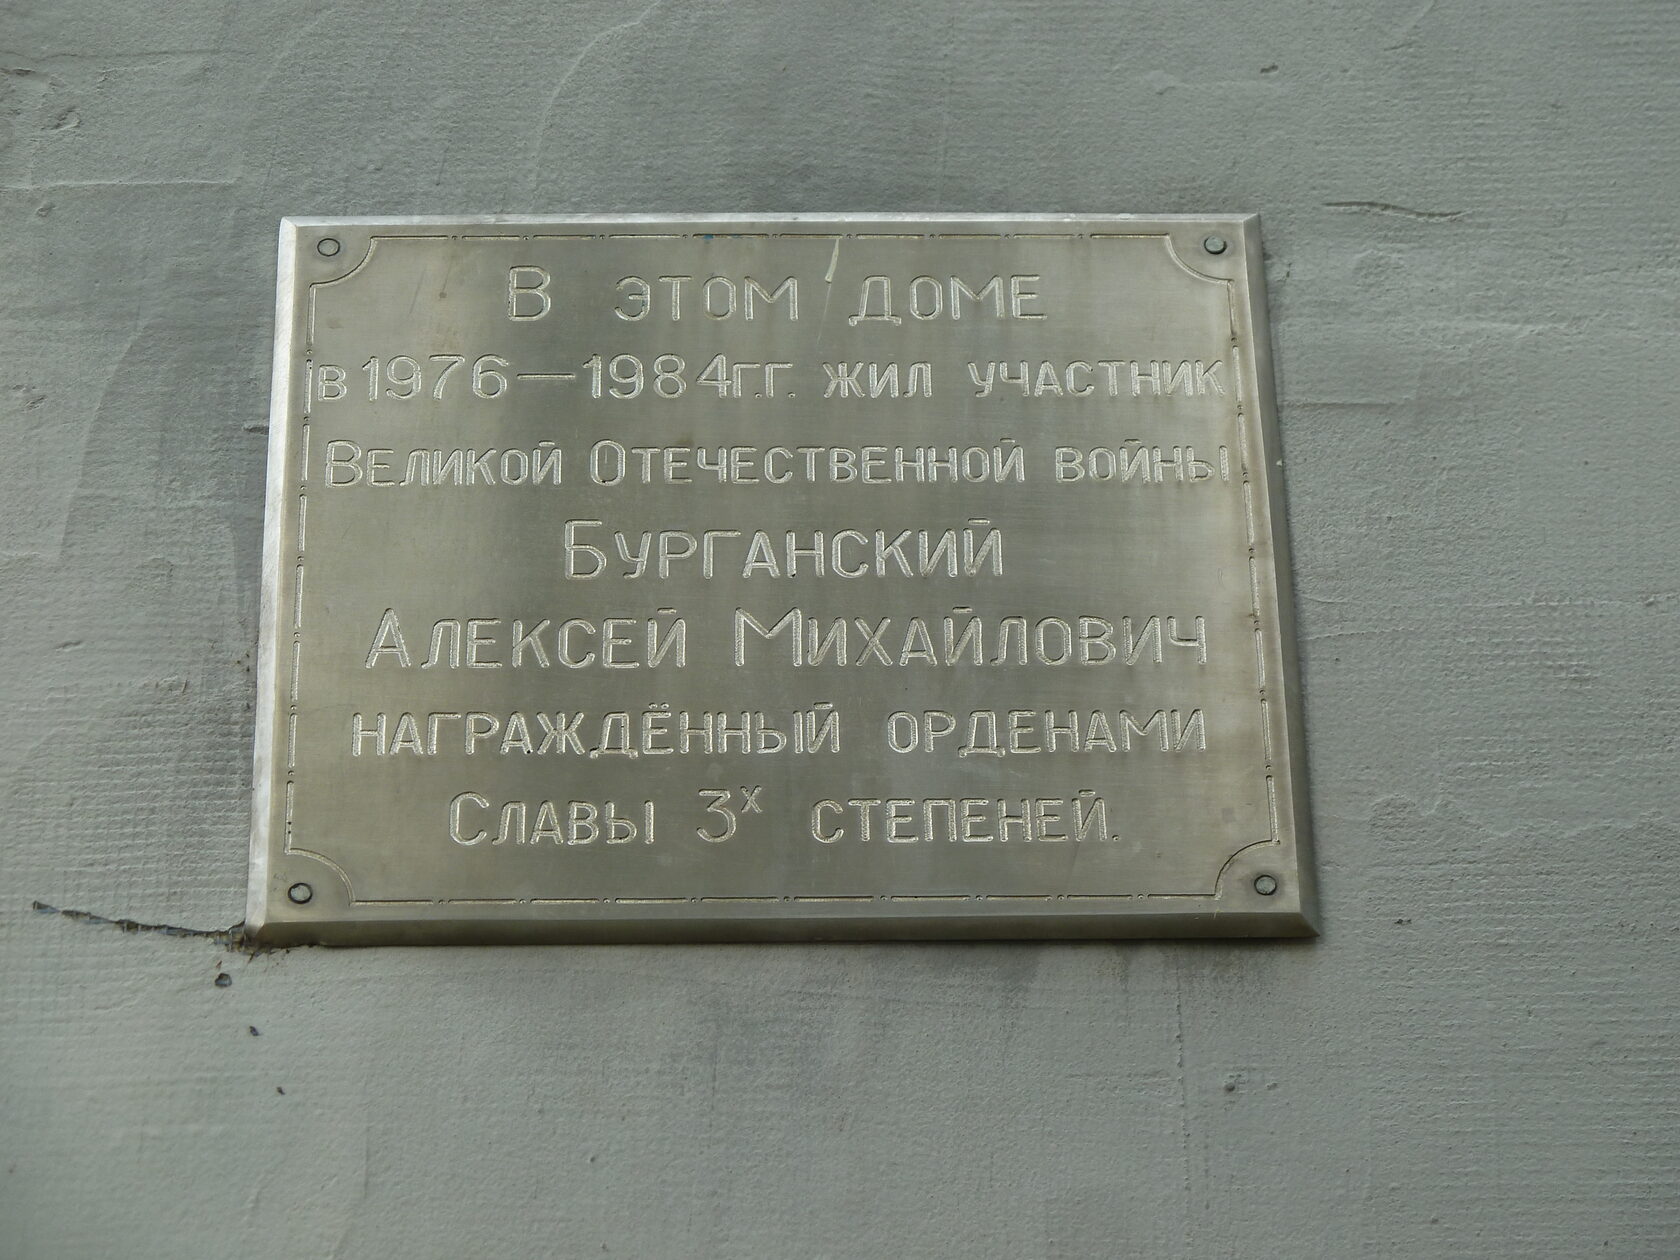 В этом доме
в 1976 — 1984г.г. жил участник
Великой Отечественной войны
Бурганский
Алексей Михайлович
награждённый орденами
Славы 3х степеней.